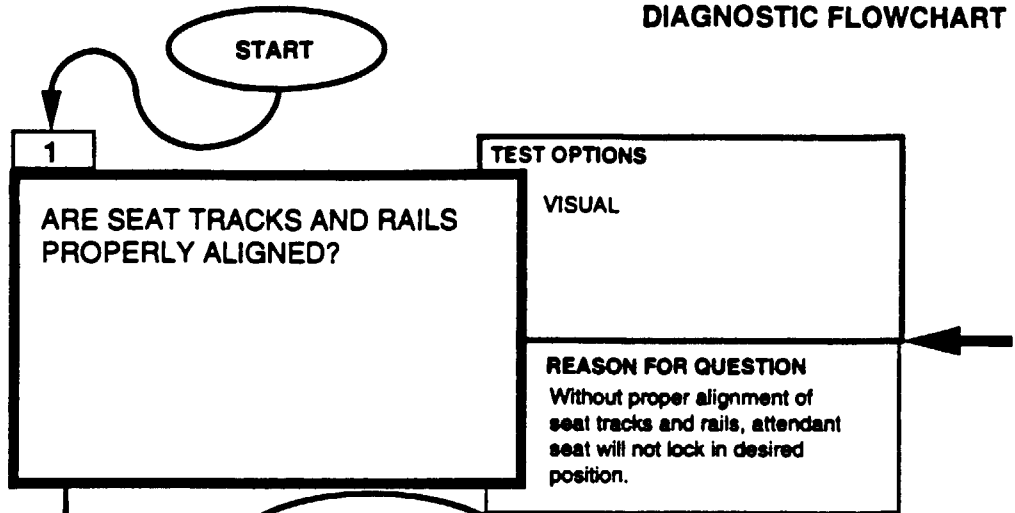 DIAGNOSTIC FLOWCHART
START
1
TEST OPTIONS
VISUAL
ARE SEAT TRACKS AND RAILS
PROPERLY ALIGNED?
REASON FOR QUESTION
Without proper alignment of
seat tracks and rails, attendant
seat will not lock in desired
position.